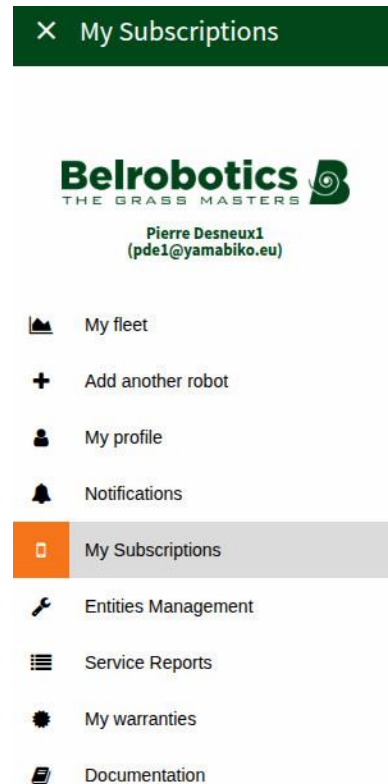 My Subscriptions
Belrobotics
THE GRASS MASTERS
Pierre Desneux1
(pde1@yamabiko.eu)
My fleet
Add another robot
My profile
Notifications
My Subscriptions
Entities Management
Service Reports
My warranties
Documentation